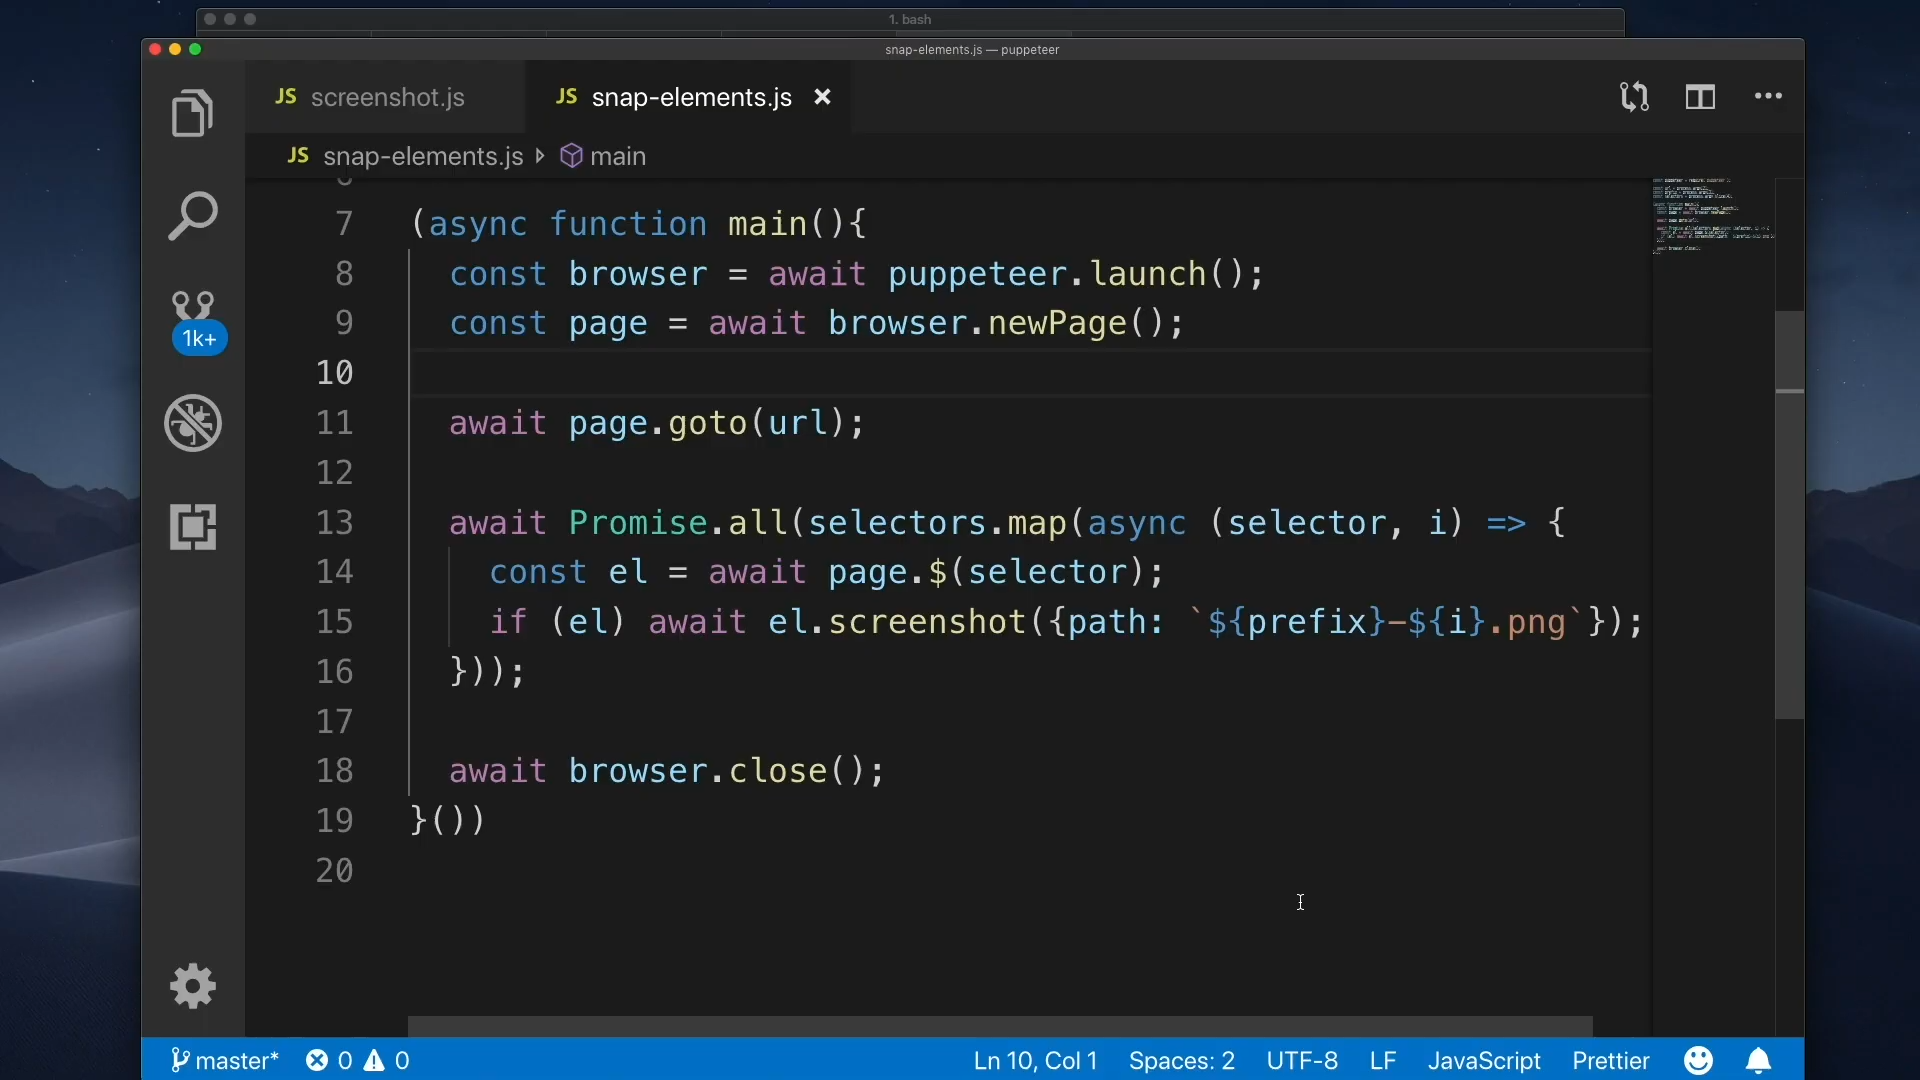 1. bash
snap-elements.js — puppeteer
JS screenshot.js
JS snap-elements.js
JS snap-elements.js main
7 (async function main(){
8 const browser = await puppeteer.launch();
9 const page = await browser.newPage();
10
11 await page.goto(url);
12
13 await Promise.all(selectors.map(async (selector, i) => {
14 const el = await page.$(selector);
15 if (el) await el.screenshot({path: `${prefix}-${i}.png`});
16 }));
17
18 await browser.close();
19 }())
20
1k+
master* 0 0 Ln 10, Col 1 Spaces: 2 UTF-8 LF JavaScript Prettier